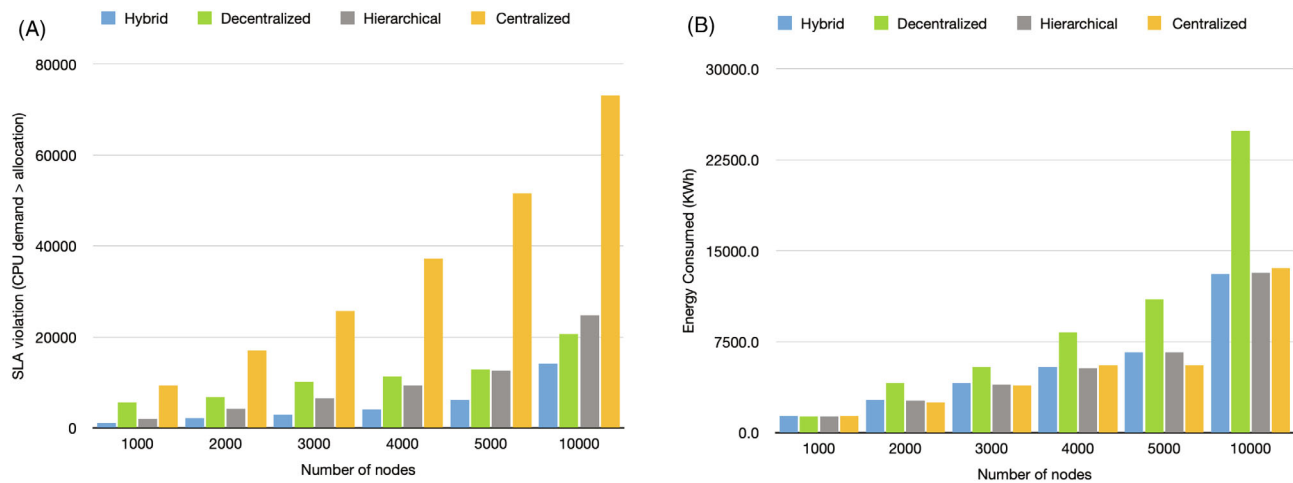 (A)
Hybrid Decentralized Hierarchical Centralized
80000
60000
40000
20000
0
SLA violation (CPU demand > allocation)
1000 2000 3000 4000 5000 10000
Number of nodes
(B)
Hybrid Decentralized Hierarchical Centralized
30000.0
22500.0
15000.0
7500.0
0.0
Energy Consumed (KWh)
1000 2000 3000 4000 5000 10000
Number of nodes